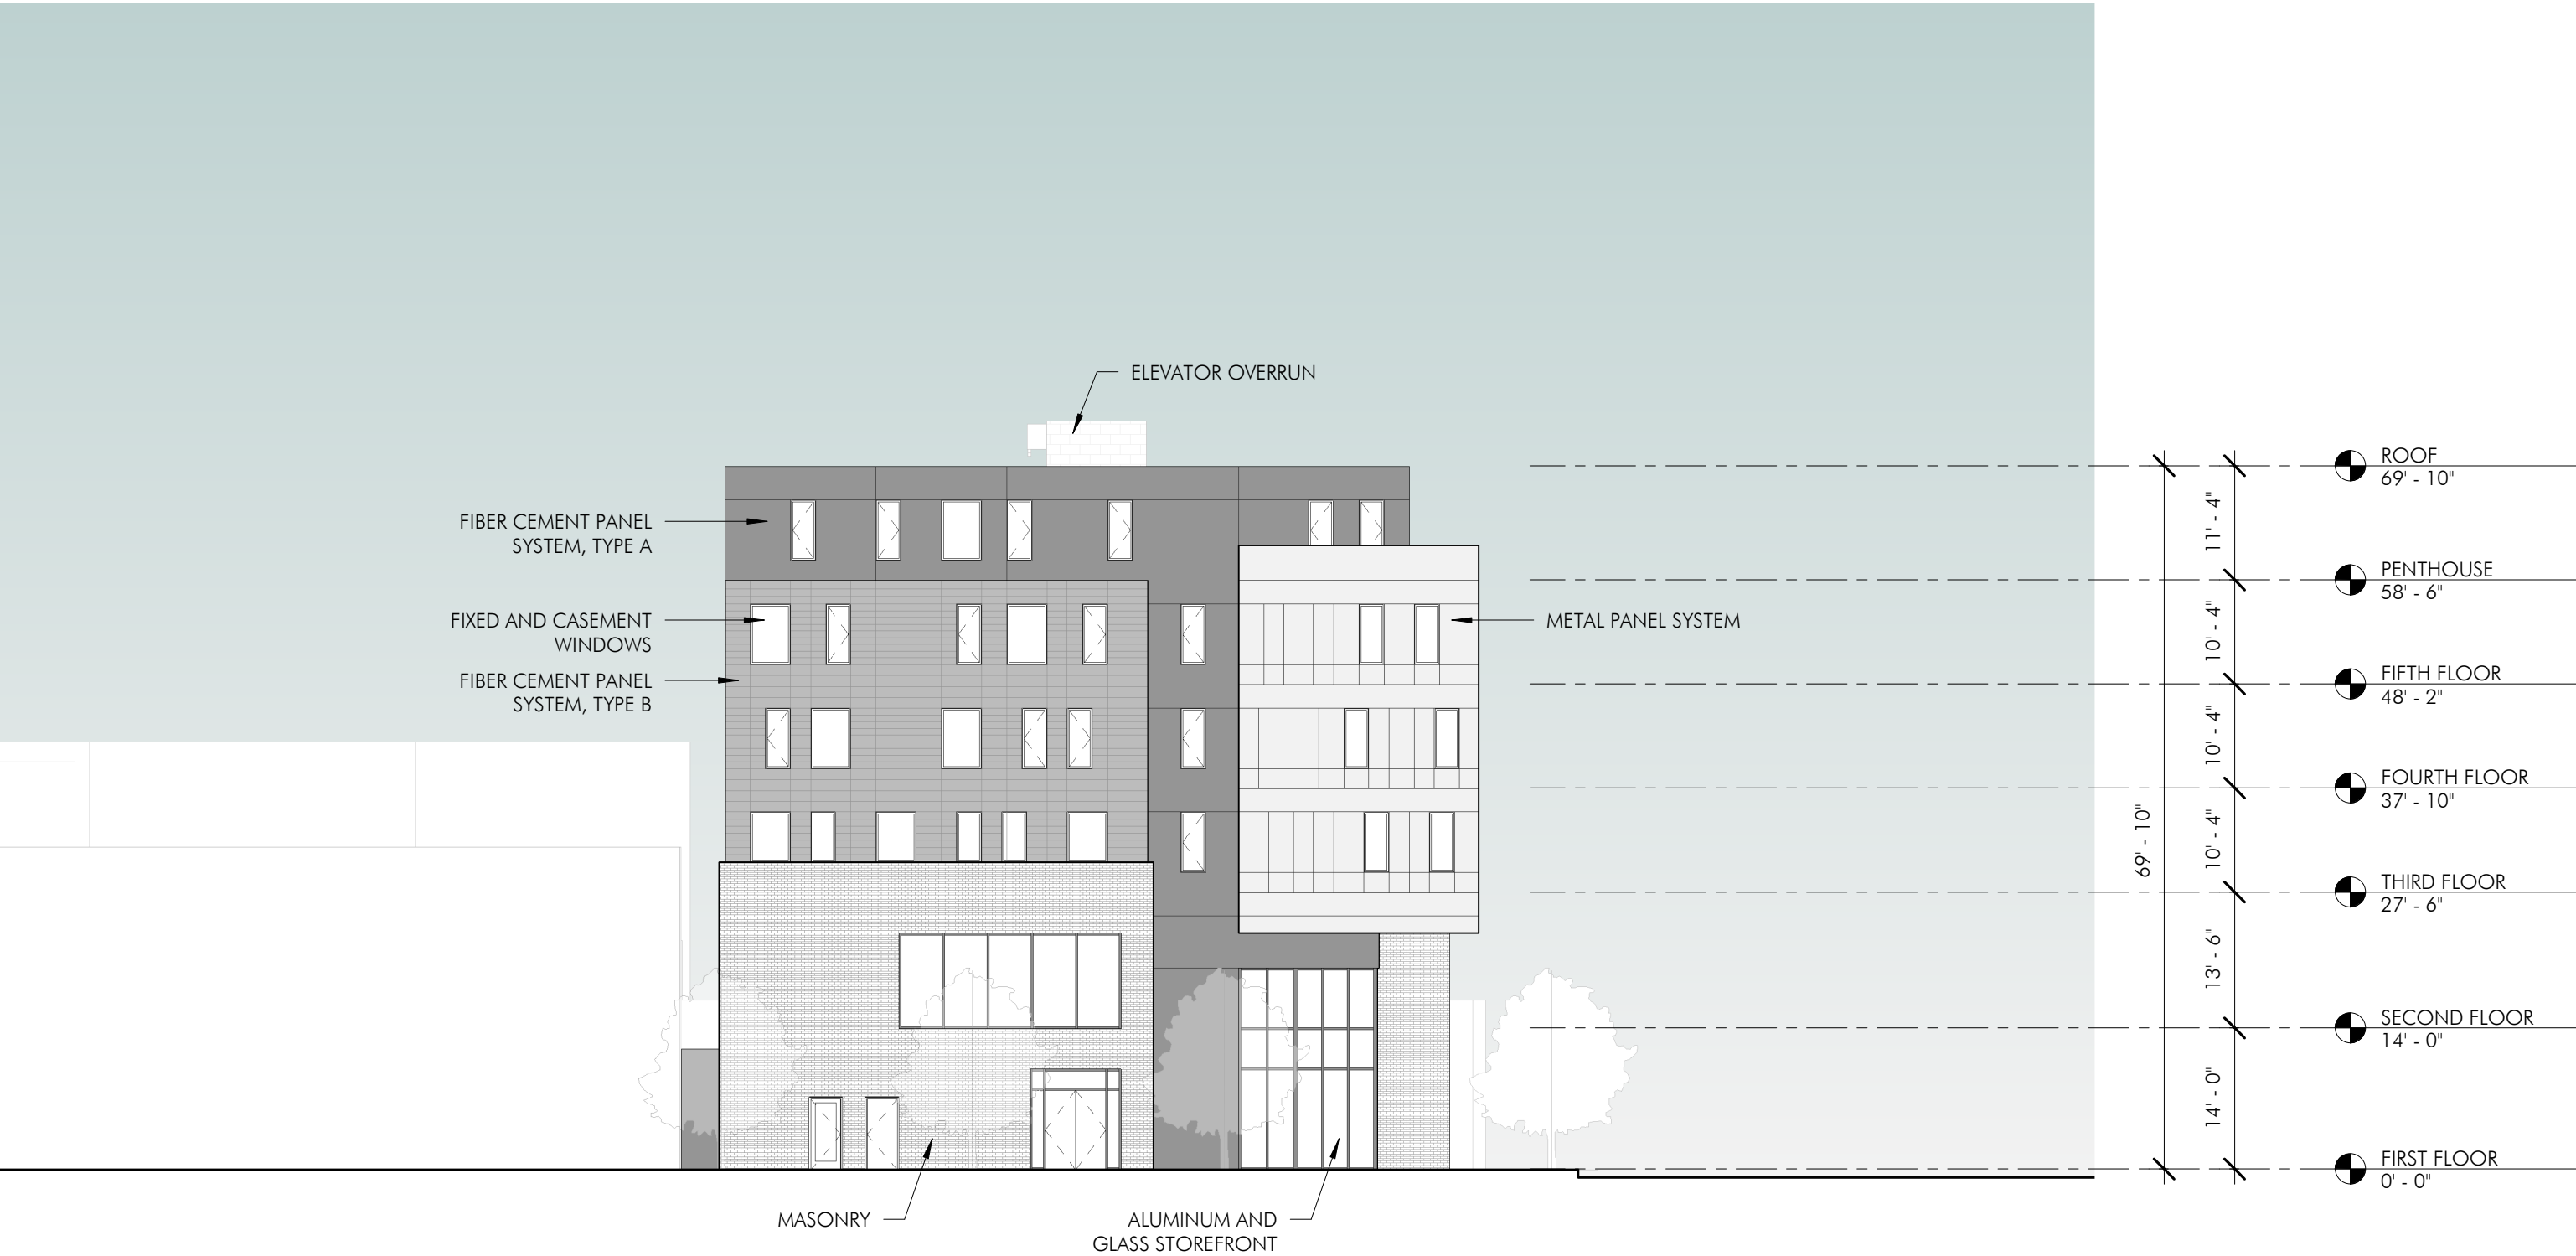 ELEVATOR OVERRUN
FIBER CEMENT PANEL
SYSTEM, TYPE A
FIXED AND CASEMENT
WINDOWS
FIBER CEMENT PANEL
SYSTEM, TYPE B
METAL PANEL SYSTEM
MASONRY
ALUMINUM AND
GLASS STOREFRONT
69' - 10"
11' - 4"
10' - 4"
10' - 4"
10' - 4"
13' - 6"
14' - 0"
ROOF
69' - 10"
PENTHOUSE
58' - 6"
FIFTH FLOOR
48' - 2"
FOURTH FLOOR
37' - 10"
THIRD FLOOR
27' - 6"
SECOND FLOOR
14' - 0"
FIRST FLOOR
0' - 0"